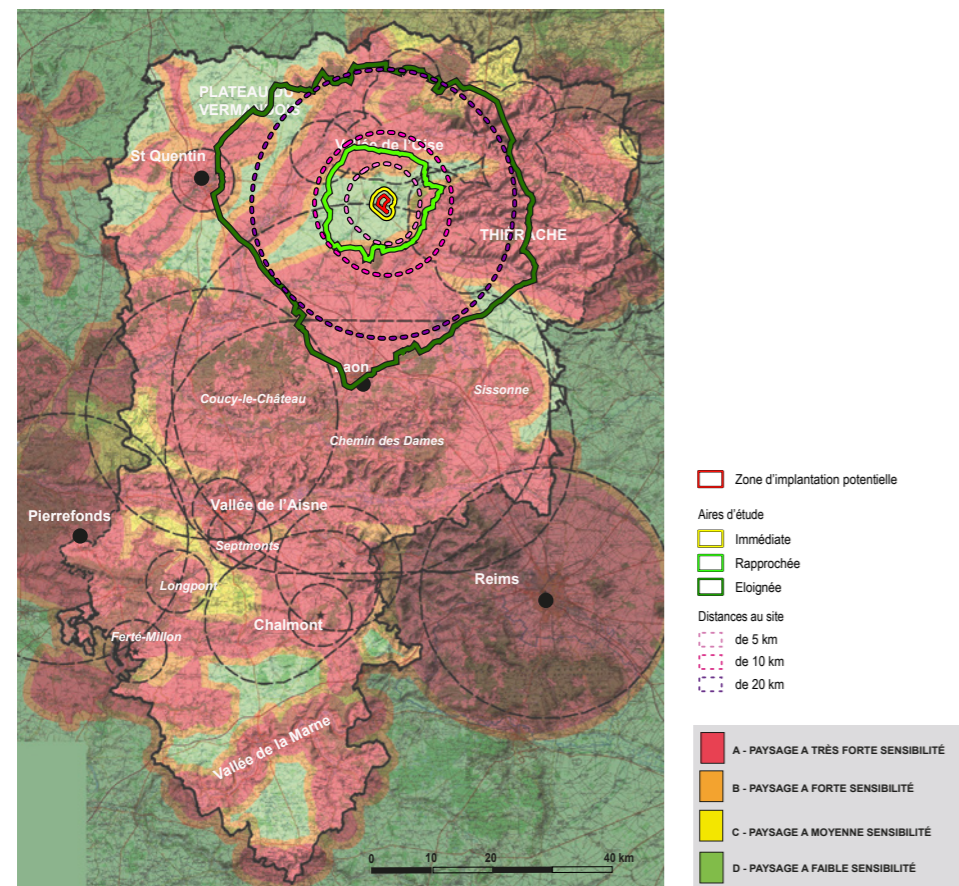 PLATEAU DU
VERMANDOIS
St Quentin
Vallée de l'Oise
THIÉRACHE
Laon
Coucy-le-Château
Sissonne
Chemin des Dames
Vallée de l'Aisne
Pierrefonds
Septmonts
Longpont
Reims
Chalmont
Ferté-Milon
Vallée de la Marne
0 10 20 40 km
Zone d'implantation potentielle
Aires d'étude
Immédiate
Rapprochée
Eloignée
Distances au site
de 5 km
de 10 km
de 20 km
A - PAYSAGE A TRÈS FORTE SENSIBILITÉ
B - PAYSAGE A FORTE SENSIBILITÉ
C - PAYSAGE A MOYENNE SENSIBILITÉ
D - PAYSAGE A FAIBLE SENSIBILITÉ